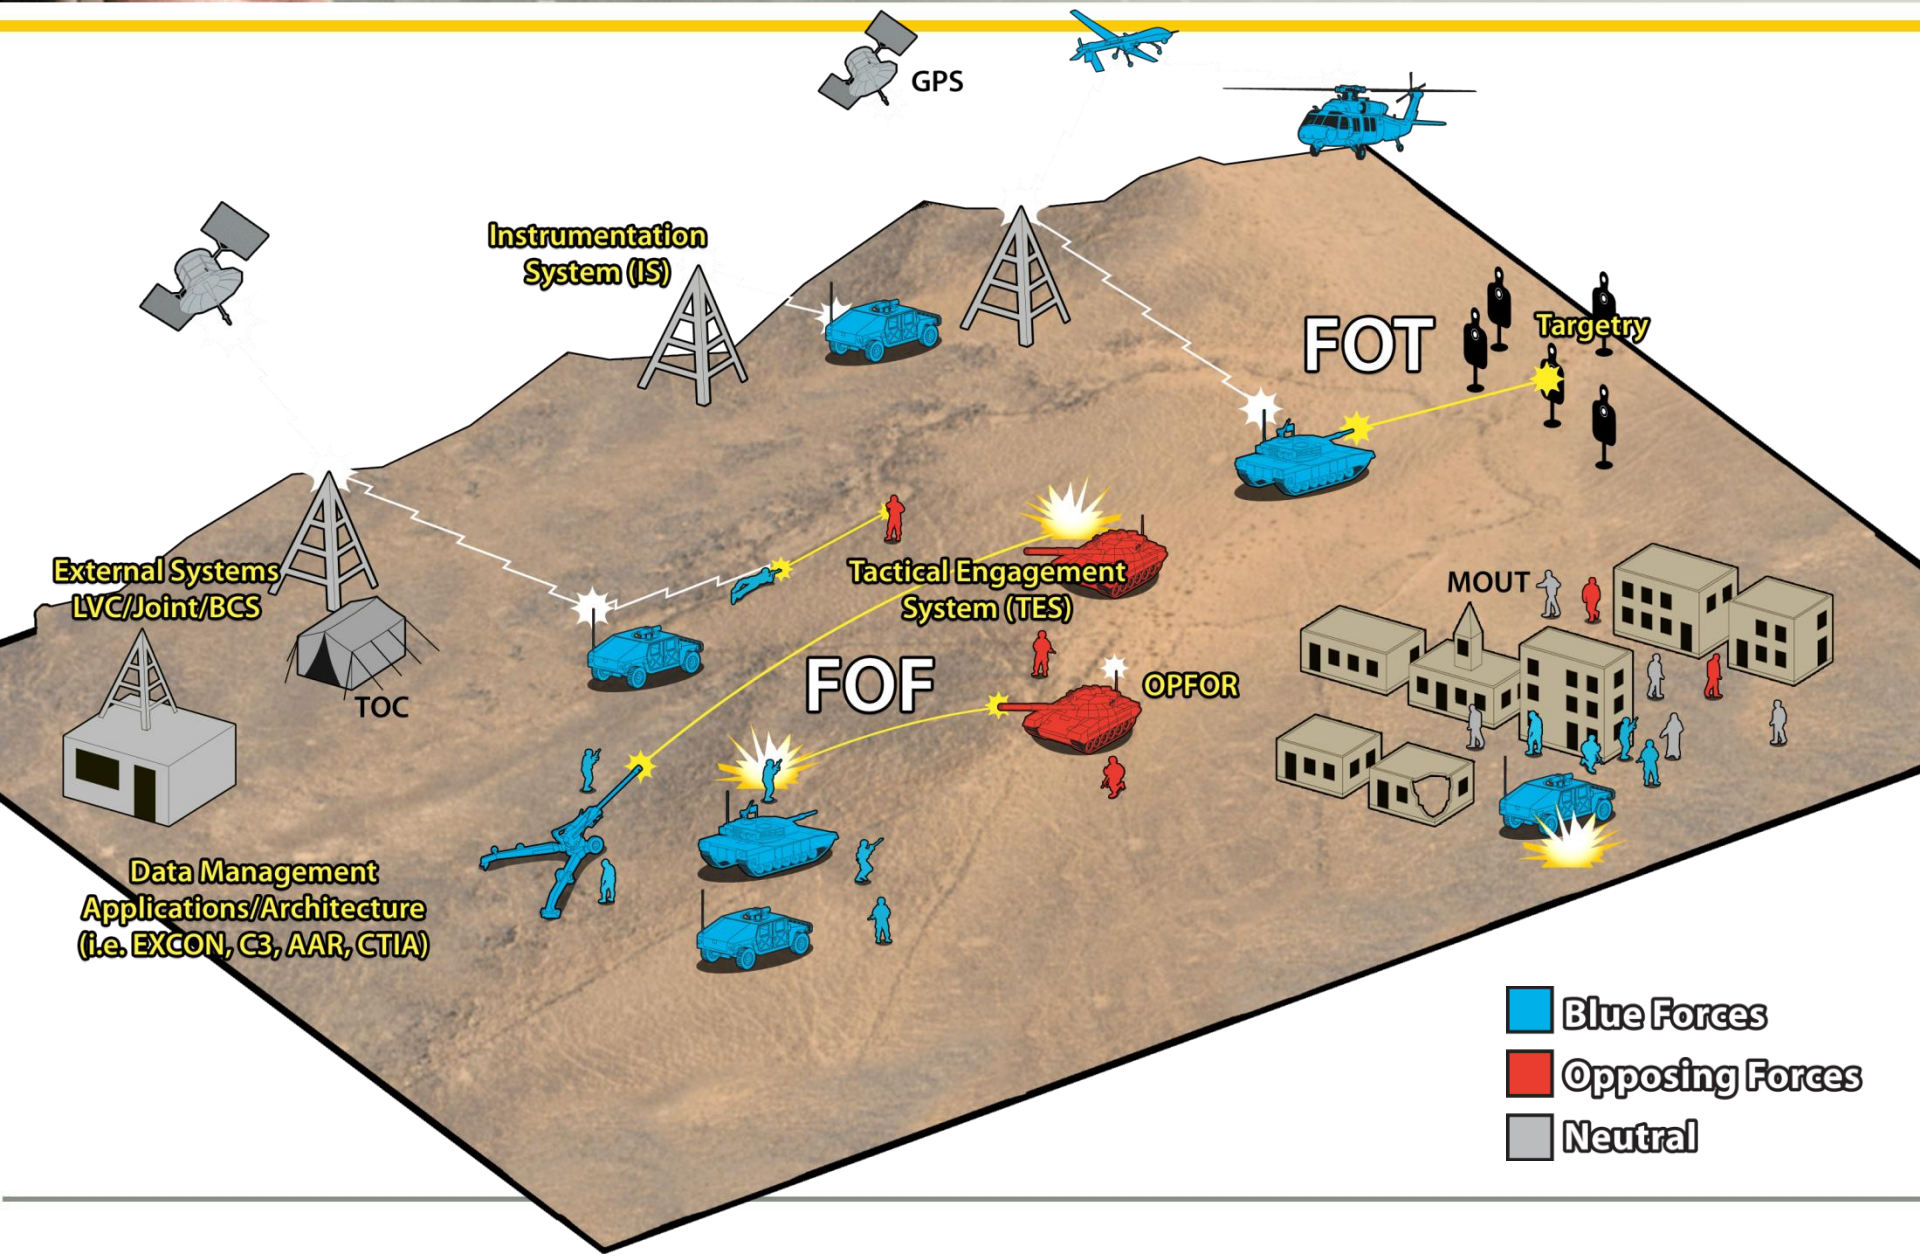 GPS
Instrumentation
System (IS)
FOT
Targetry
External Systems
LVC/Joint/BCS
Tactical Engagement
System (TES)
MOUT
TOC
FOF
OPFOR
Data Management
Applications/Architecture
(i.e. EXCON, C3, AAR, CTIA)
Blue Forces
Opposing Forces
Neutral